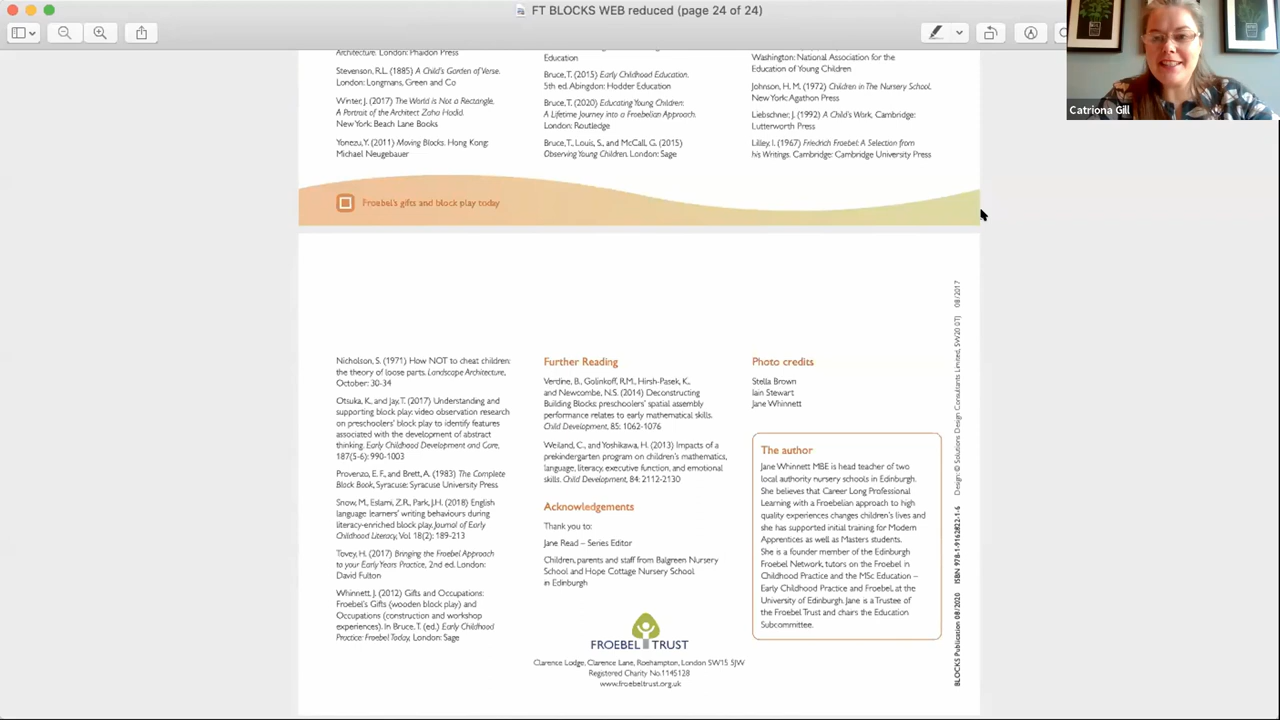 FT BLOCKS WEB reduced (page 24 of 24)
Catriona Gill
Architecture. London: Phaidon Press
Stevenson, R.L. (1885) A Child's Garden of Verse.
London: Longmans, Green and Co
Winter, J. (2017) The World is Not a Rectangle,
A Portrait of the Architect Zaha Hadid.
New York: Beach Lane Books
Yonezu, Y. (2011) Moving Blocks. Hong Kong:
Michael Neugebauer
Education
Bruce, T. (2015) Early Childhood Education.
5th ed. Abingdon: Hodder Education
Bruce, T. (2020) Educating Young Children:
A Lifetime Journey into a Froebelian Approach.
London: Routledge
Bruce, T., Louis, S., and McCall, G. (2015)
Observing Young Children. London: Sage
Washington: National Association for the
Education of Young Children
Johnson, H. M. (1972) Children in The Nursery School.
New York: Agathon Press
Liebschner, J. (1992) A Child's Work, Cambridge:
Lutterworth Press
Lilley, I. (1967) Friedrich Froebel: A Selection from
his Writings. Cambridge: Cambridge University Press
Froebel's gifts and block play today
Nicholson, S. (1971) How NOT to cheat children:
the theory of loose parts. Landscape Architecture,
October: 30-34
Otsuka, K., and Jay, T. (2017) Understanding and
supporting block play: video observation research
on preschoolers' block play to identify features
associated with the development of abstract
thinking. Early Childhood Development and Care,
187(5-6): 990-1003
Provenzo, E. F., and Brett, A. (1983) The Complete
Block Book, Syracuse: Syracuse University Press.
Snow, M., Eslami, Z.R., Park, J.H. (2018) English
language learners' writing behaviours during
literacy-enriched block play. Journal of Early
Childhood Literacy, Vol. 18(2): 189-213
Tovey, H. (2017) Bringing the Froebel Approach
to your Early Years Practice, 2nd ed. London:
David Fulton
Whinnett, J. (2012) Gifts and Occupations:
Froebel's Gifts (wooden block play) and
Occupations (construction and workshop
experiences). In Bruce, T. (ed.) Early Childhood
Practice: Froebel Today, London: Sage
Further Reading
Verdine, B., Golinkoff, R.M., Hirsh-Pasek, K.,
and Newcombe, N.S. (2014) Deconstructing
Building Blocks: preschoolers' spatial assembly
performance relates to early mathematical skills.
Child Development, 85: 1062-1076
Weiland, C., and Yoshikawa, H. (2013) Impacts of a
prekindergarten program on children's mathematics,
language, literacy, executive function, and emotional
skills. Child Development, 84: 2112-2130
Acknowledgements
Thank you to:
Jane Read – Series Editor
Children, parents and staff from Balgreen Nursery
School and Hope Cottage Nursery School
in Edinburgh
Photo credits
Stella Brown
Iain Stewart
Jane Whinnett
The author
Jane Whinnett MBE is head teacher of two
local authority nursery schools in Edinburgh.
She believes that Career Long Professional
Learning with a Froebelian approach to high
quality experiences changes children's lives and
she has supported initial training for Modern
Apprentices as well as Masters students.
She is a founder member of the Edinburgh
Froebel Network, tutors on the Froebel in
Childhood Practice and the MSc Education –
Early Childhood Practice and Froebel, at the
University of Edinburgh. Jane is a Trustee of
the Froebel Trust and chairs the Education
Subcommittee.
FROEBEL TRUST
Clarence Lodge, Clarence Lane, Roehampton, London SW15 5JW
Registered Charity No.1145128
www.froebeltrust.org.uk
BLOCKS Publication 08/2020 ISBN 978-1-9162822-1-6 Design: © Solutions Design Consultants Limited, SW20 0TJ 08/2017